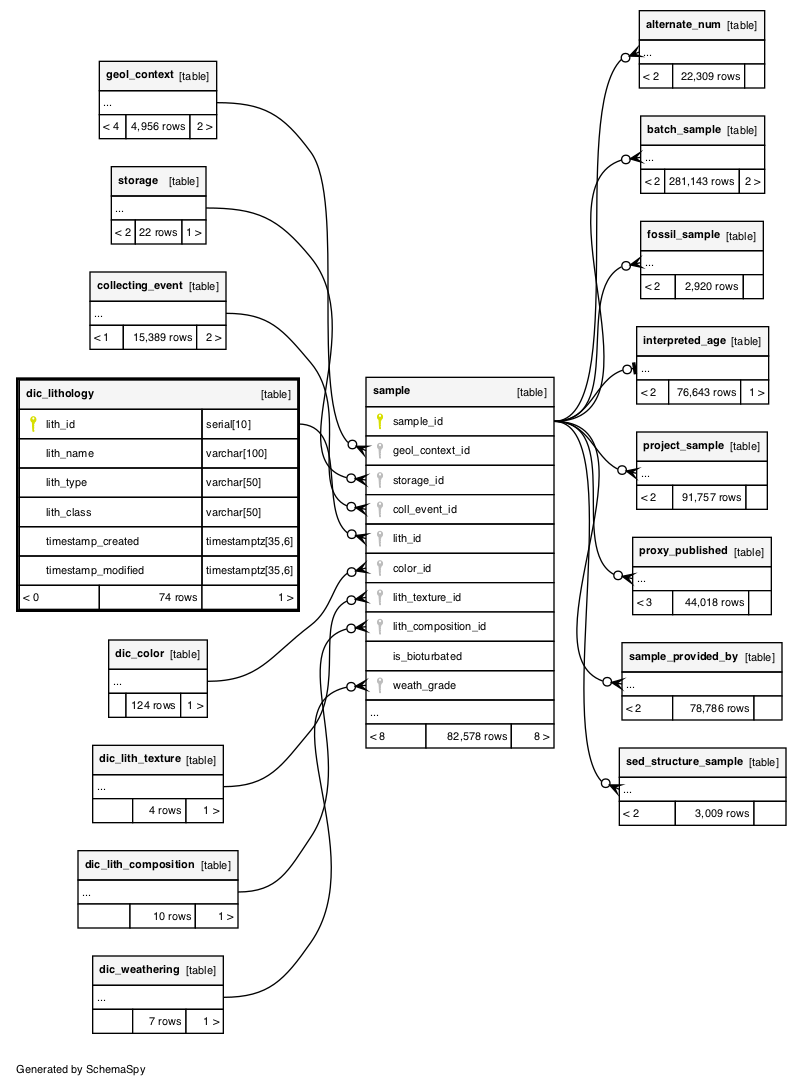 geol_context [table]
...
< 4 4,956 rows 2 >
storage [table]
...
< 2 22 rows 1 >
collecting_event [table]
...
< 1 15,389 rows 2 >
dic_lithology [table]
lith_id serial[10]
lith_name varchar[100]
lith_type varchar[50]
lith_class varchar[50]
timestamp_created timestamptz[35,6]
timestamp_modified timestamptz[35,6]
< 0 74 rows 1 >
dic_color [table]
...
124 rows 1 >
dic_lith_texture [table]
...
4 rows 1 >
dic_lith_composition [table]
...
10 rows 1 >
dic_weathering [table]
...
7 rows 1 >
sample [table]
sample_id
geol_context_id
storage_id
coll_event_id
lith_id
color_id
lith_texture_id
lith_composition_id
is_bioturbated
weath_grade
...
< 8 82,578 rows 8 >
alternate_num [table]
...
< 2 22,309 rows
batch_sample [table]
...
< 2 281,143 rows 2 >
fossil_sample [table]
...
< 2 2,920 rows
interpreted_age [table]
...
< 2 76,643 rows 1 >
project_sample [table]
...
< 2 91,757 rows
proxy_published [table]
...
< 3 44,018 rows
sample_provided_by [table]
...
< 2 78,786 rows
sed_structure_sample [table]
...
< 2 3,009 rows
Generated by SchemaSpy